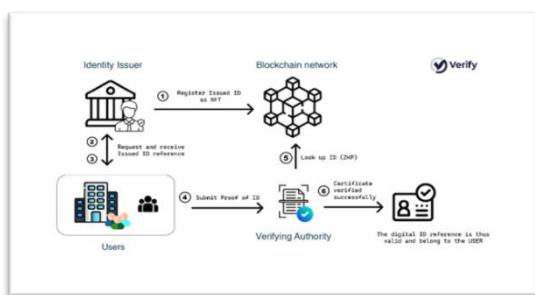 Identity Issuer
Blockchain network
Verify
1
Register Issued ID
as NFT
2
3
Request and receive
Issued ID reference
5
Look up ID (ZKP)
4
Submit Proof of ID
6
Certificate
verified
successfully
Users
Verifying Authority
The digital ID reference is thus
valid and belong to the USER